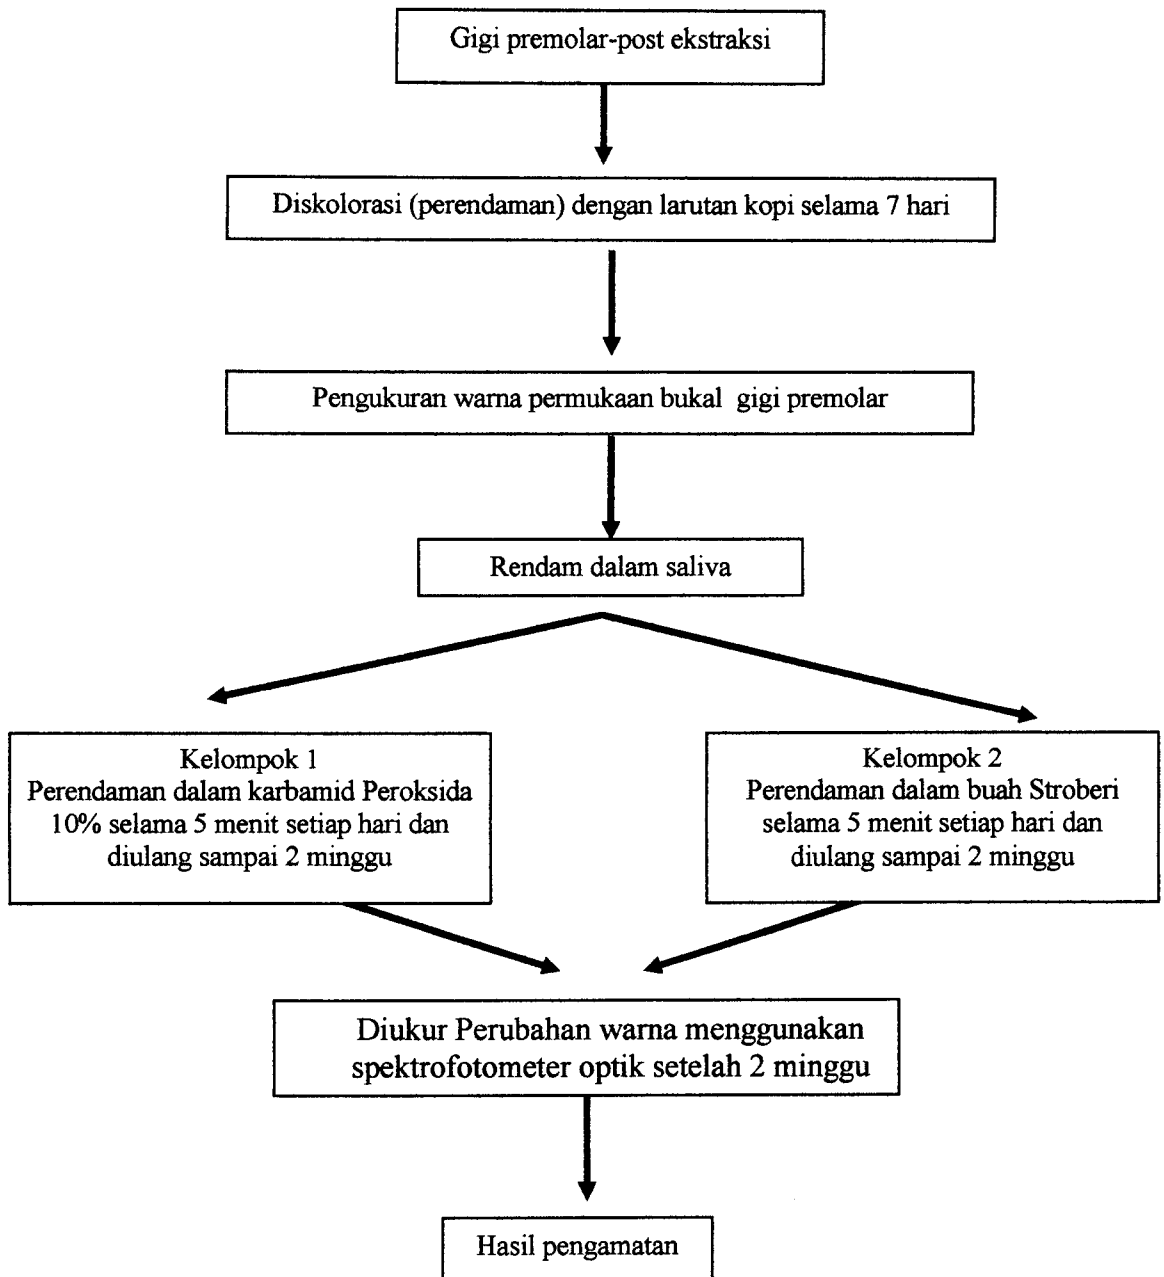 Gigi premolar-post ekstraksi
Diskolorasi (perendaman) dengan larutan kopi selama 7 hari
Pengukuran warna permukaan bukal gigi premolar
Rendam dalam saliva
Kelompok 1
Perendaman dalam karbamid Peroksida
10% selama 5 menit setiap hari dan
diulang sampai 2 minggu
Kelompok 2
Perendaman dalam buah Stroberi
selama 5 menit setiap hari dan
diulang sampai 2 minggu
Diukur Perubahan warna menggunakan
spektrofotometer optik setelah 2 minggu
Hasil pengamatan